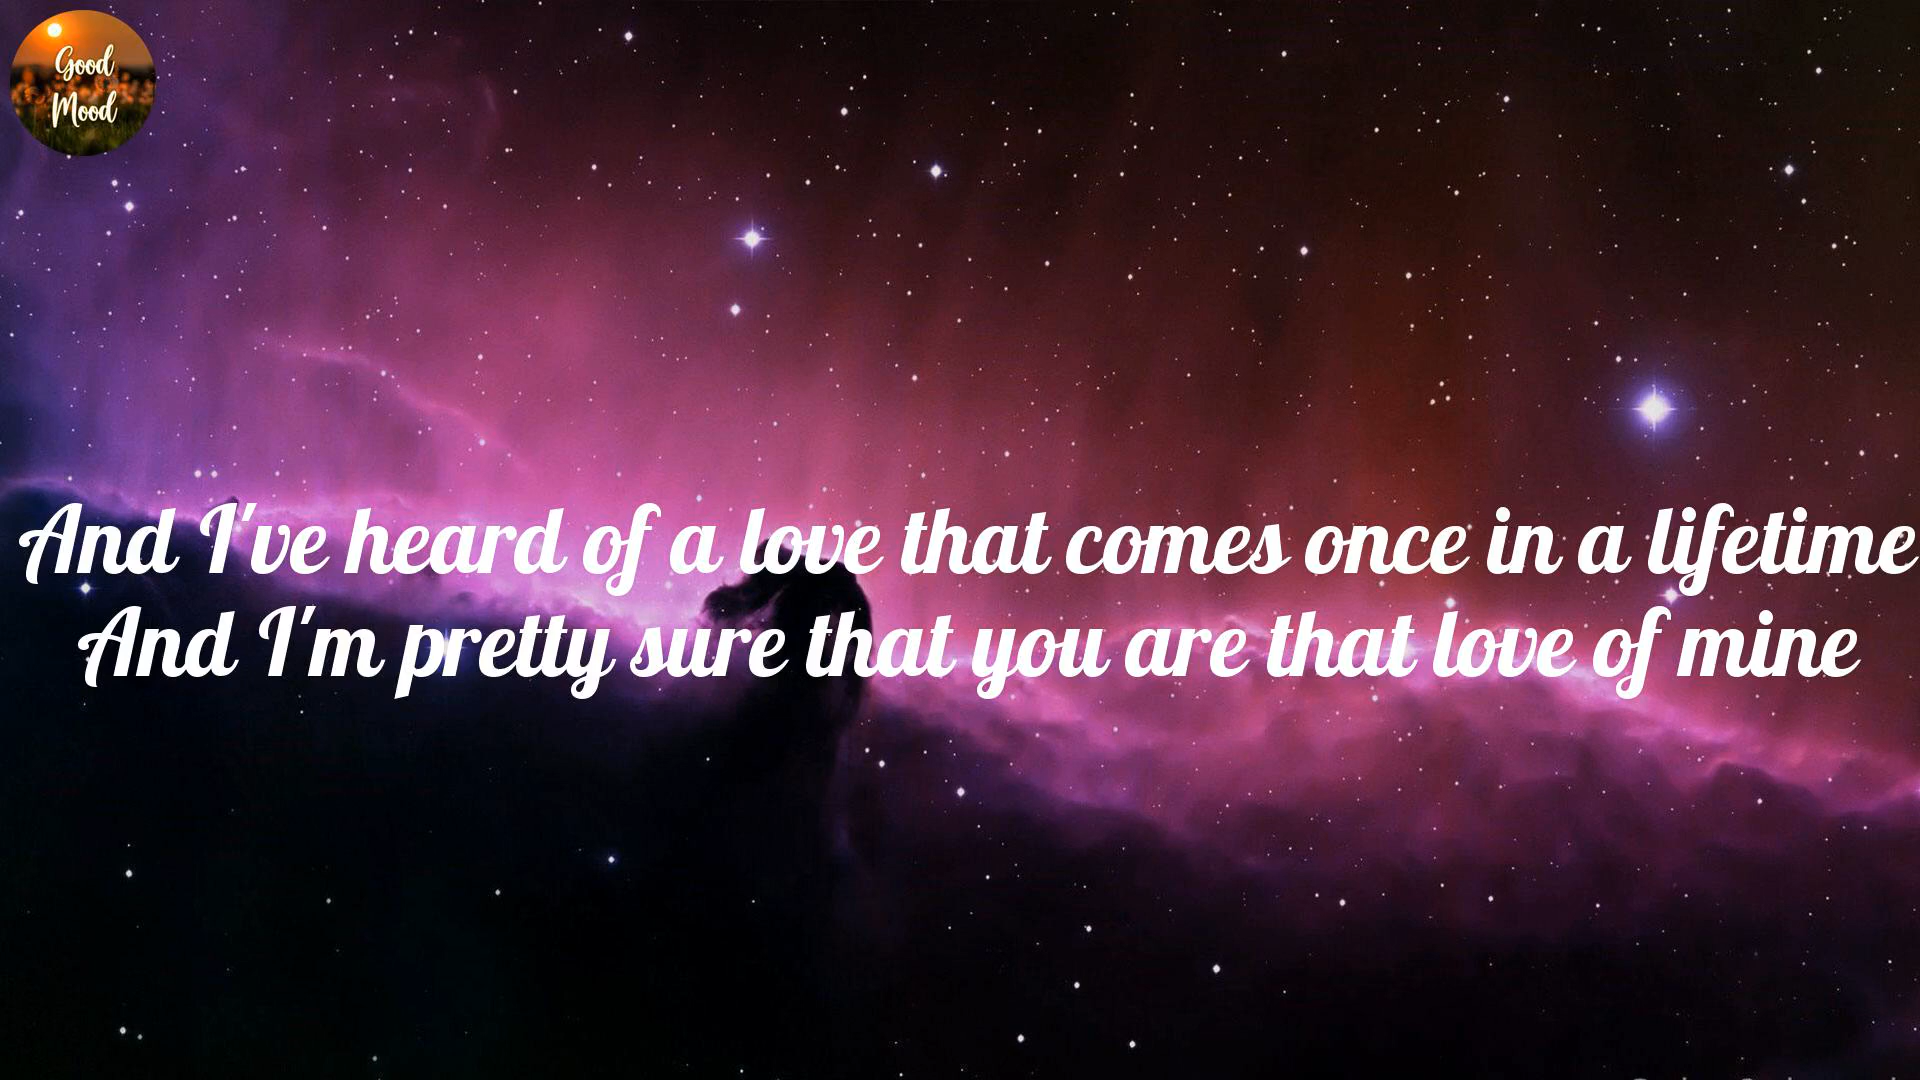 Good
Mood
And I've heard of a love that comes once in a lifetime
And I'm pretty sure that you are that love of mine